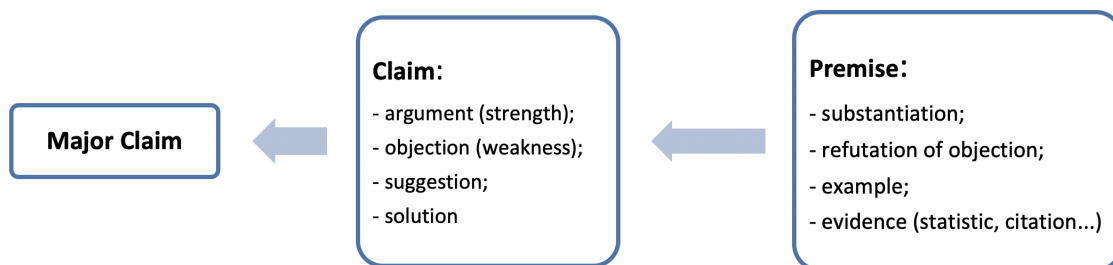 Major Claim
Claim:
- argument (strength);
- objection (weakness);
- suggestion;
- solution
Premise:
- substantiation;
- refutation of objection;
- example;
- evidence (statistic, citation...)